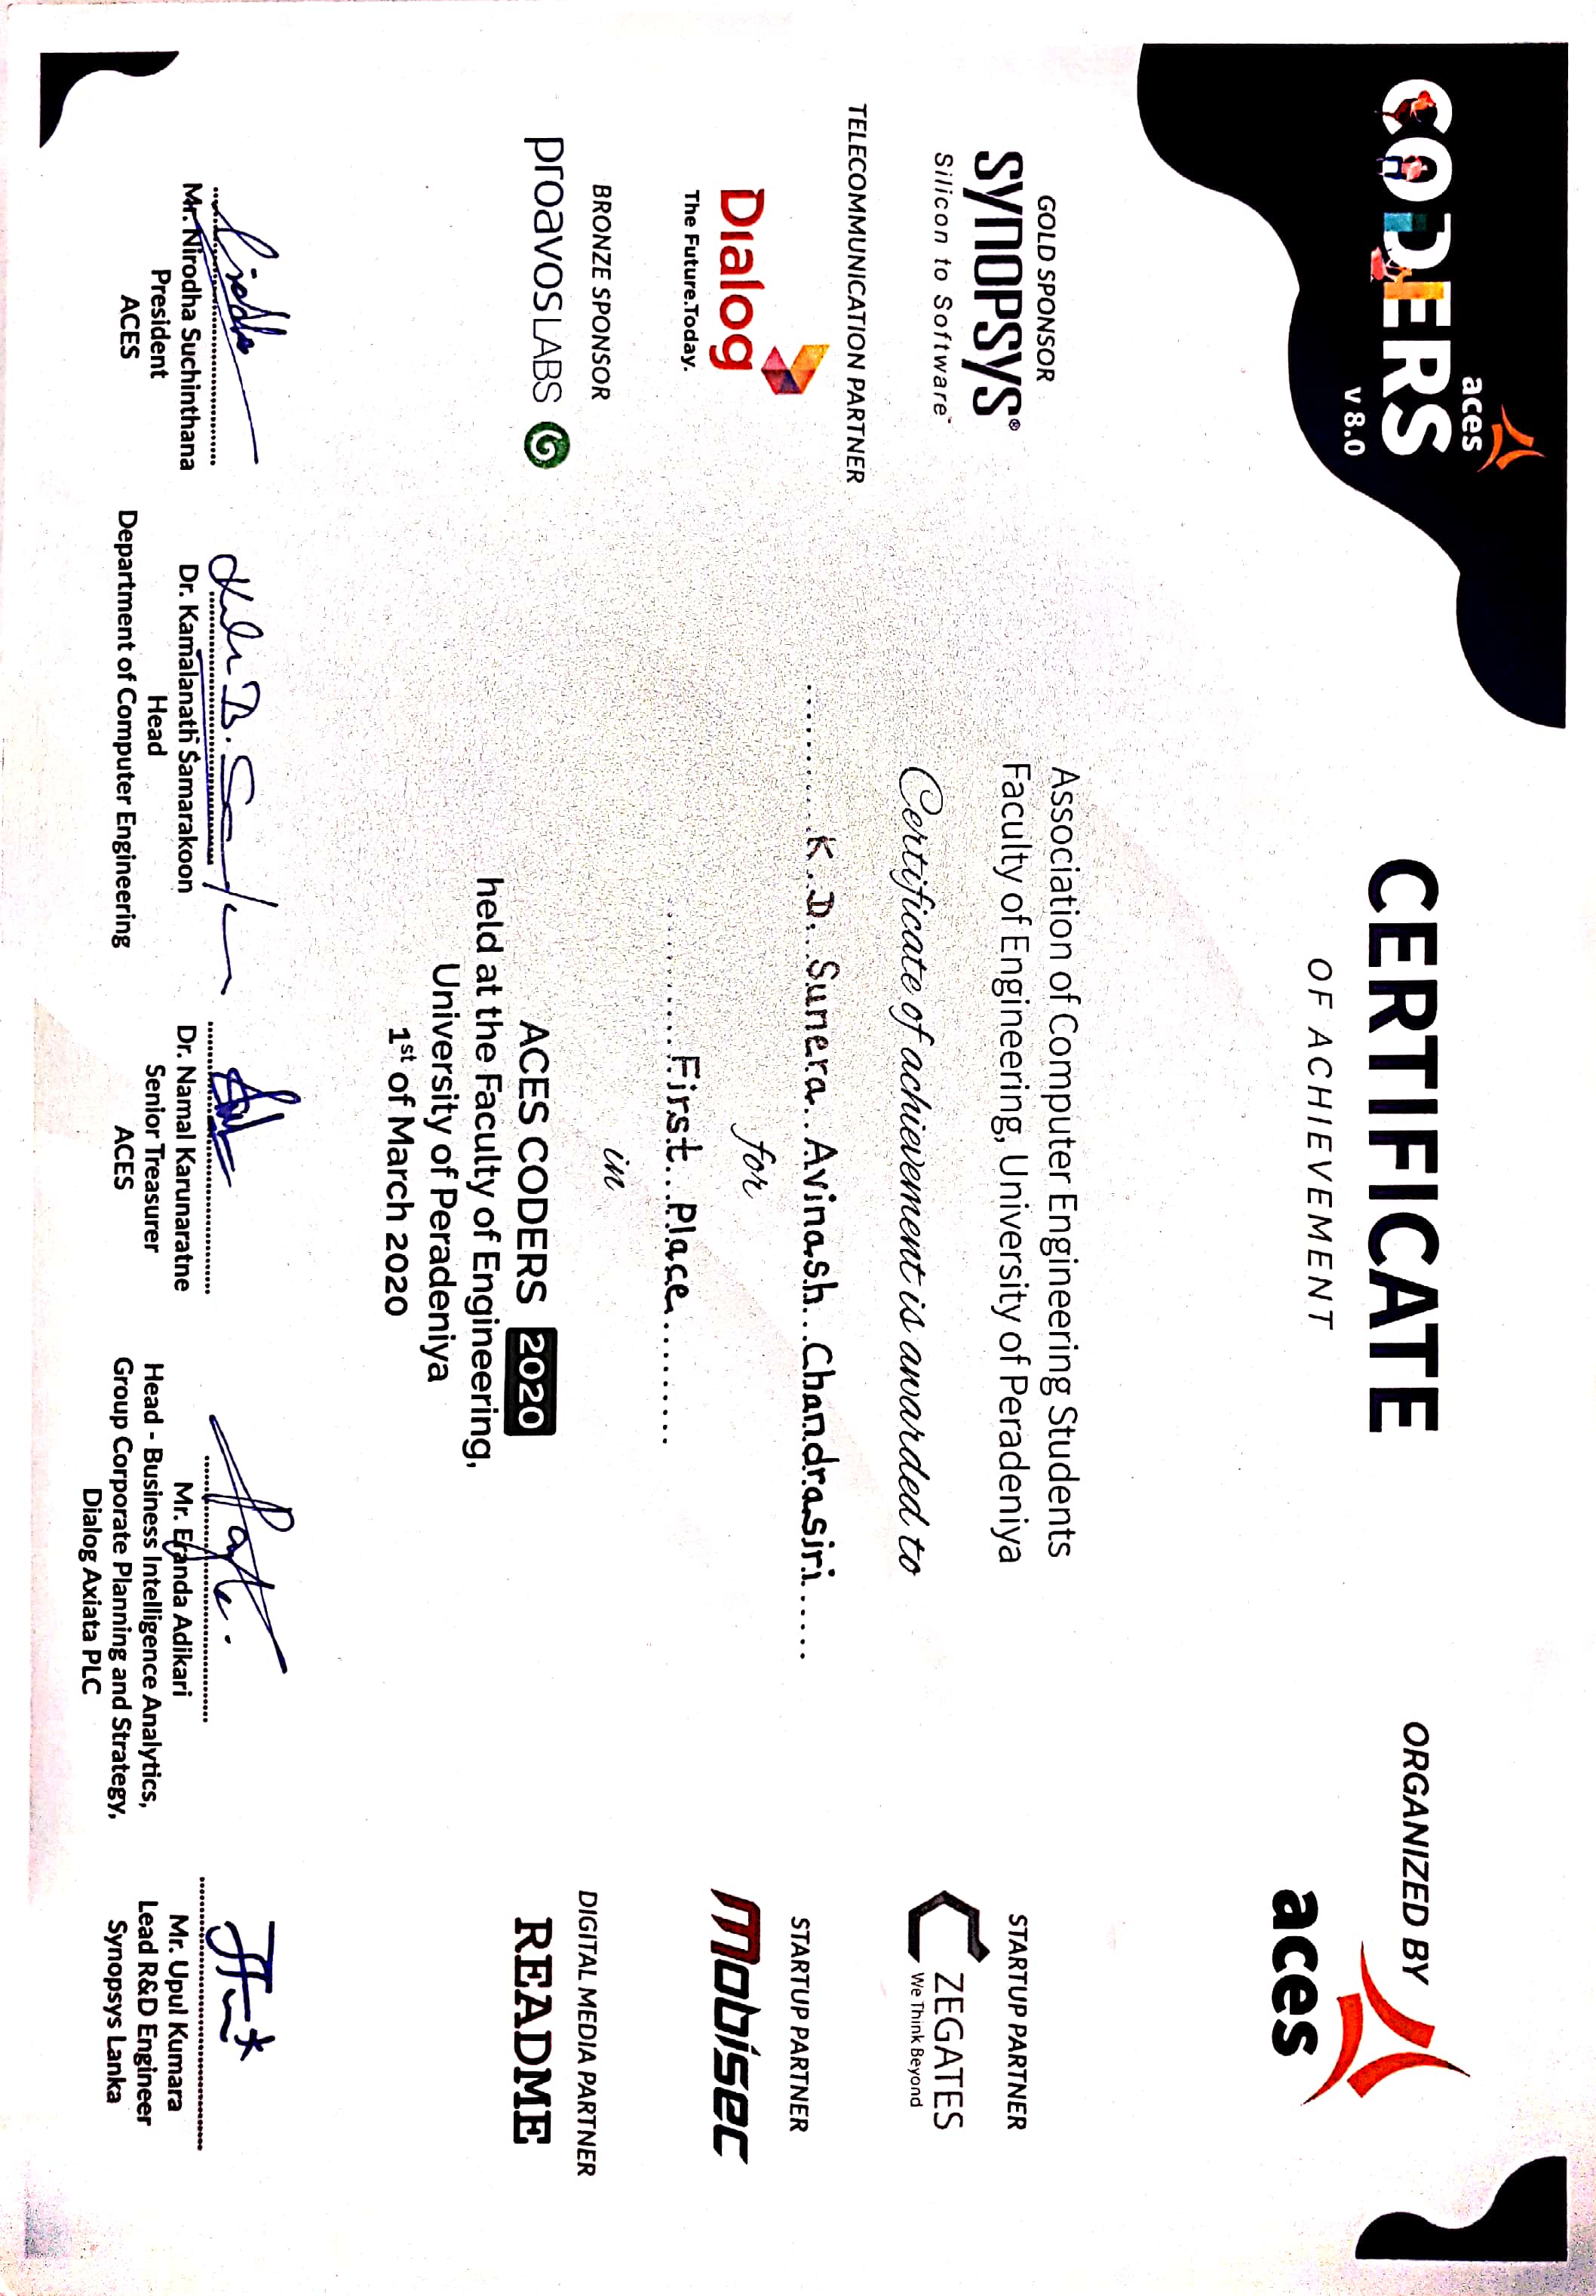 aces
CODERS
v 8.0
CERTIFICATE
OF ACHIEVEMENT
ORGANIZED BY
aces
Association of Computer Engineering Students
Faculty of Engineering, University of Peradeniya
Certificate of achievement is awarded to
K.D. Sunera Avinash Chandrasiri
for
First Place
in
ACES CODERS 2020
held at the Faculty of Engineering,
University of Peradeniya
1st of March 2020
GOLD SPONSOR
SYNOPSYS®
Silicon to Software™
TELECOMMUNICATION PARTNER
Dialog
The Future.Today.
BRONZE SPONSOR
proavos LABS
STARTUP PARTNER
ZEGATES
We Think Beyond
STARTUP PARTNER
mobisec
DIGITAL MEDIA PARTNER
README
Mr. Nirodha Suchinthana
President
ACES
Dr. Kamalanath Samarakoon
Head
Department of Computer Engineering
Dr. Namal Karunaratne
Senior Treasurer
ACES
Mr. Eranda Adikari
Head - Business Intelligence Analytics,
Group Corporate Planning and Strategy,
Dialog Axiata PLC
Mr. Upul Kumara
Lead R&D Engineer
Synopsys Lanka